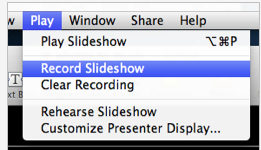 w Play Window Share Help
Play Slideshow ⌥⌘P
Record Slideshow
Clear Recording
Rehearse Slideshow
Customize Presenter Display...